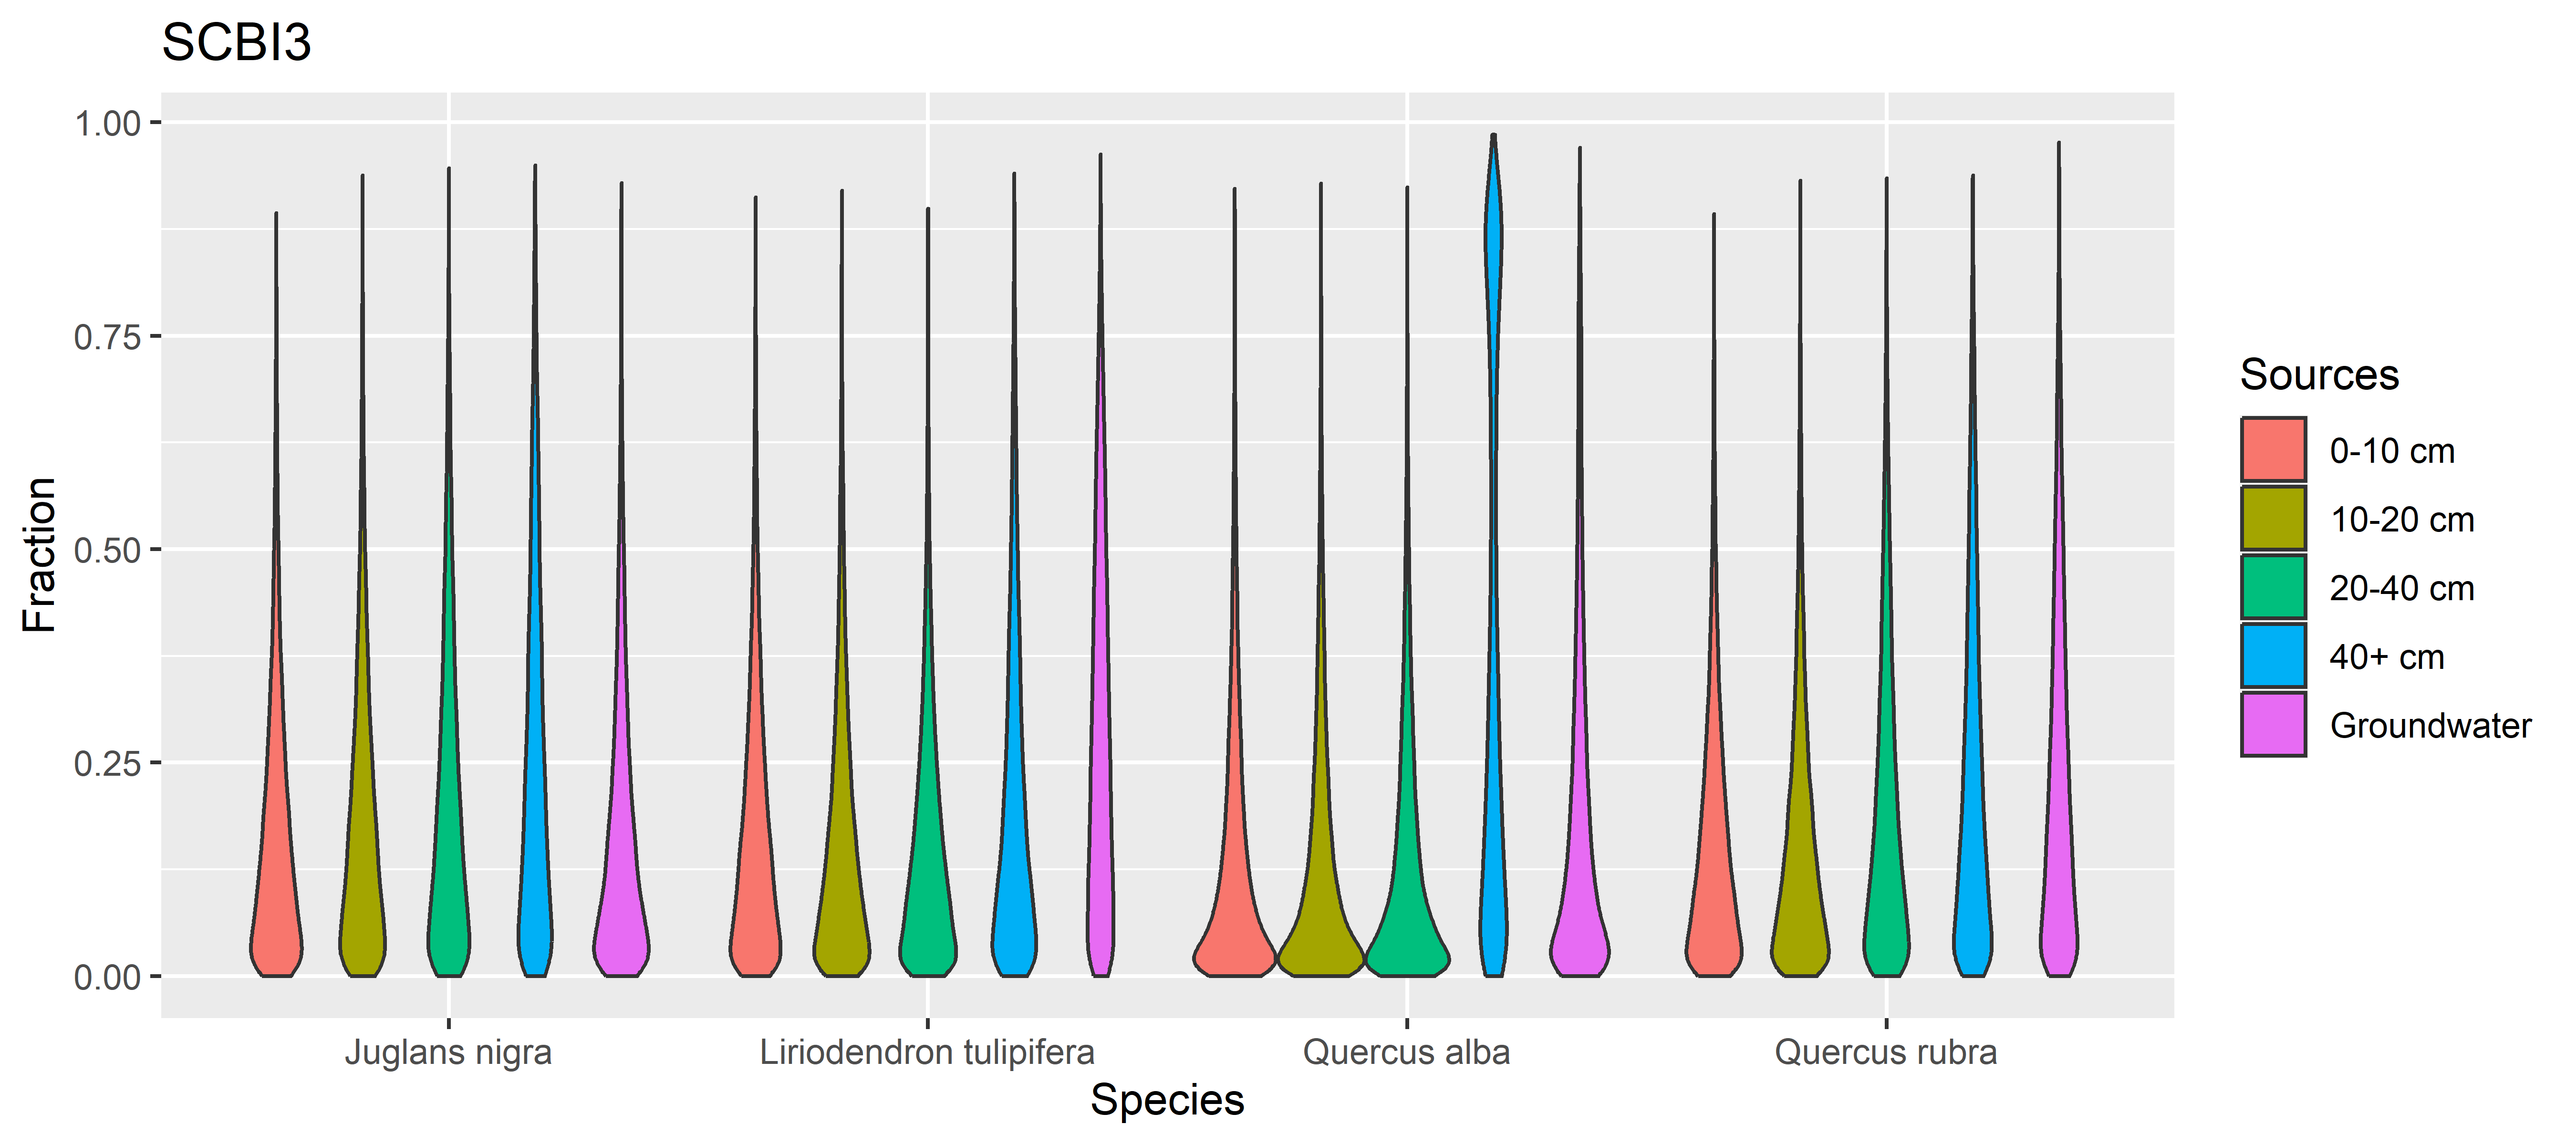 SCBI3
1.00
0.75
0.50
0.25
0.00
Fraction
Juglans nigra
Liriodendron tulipifera
Quercus alba
Quercus rubra
Species
Sources
0-10 cm
10-20 cm
20-40 cm
40+ cm
Groundwater